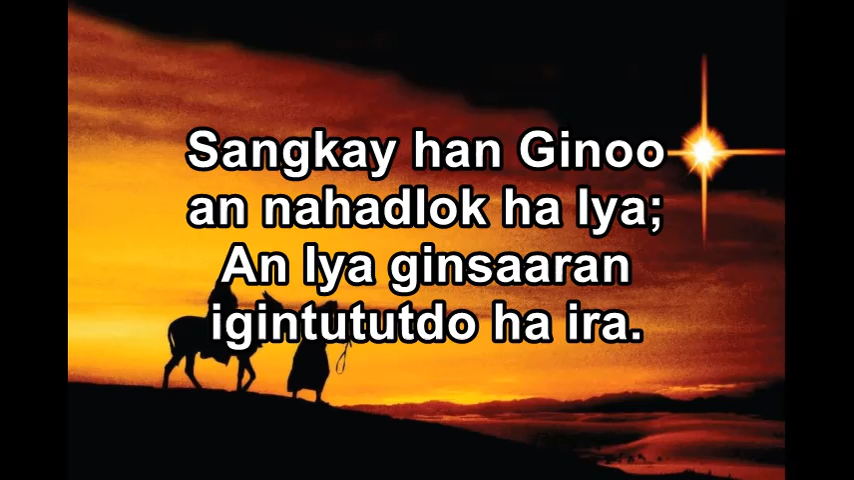 Sangkay han Ginoo
an nahadlok ha Iya;
An Iya ginsaaran
igintututdo ha ira.